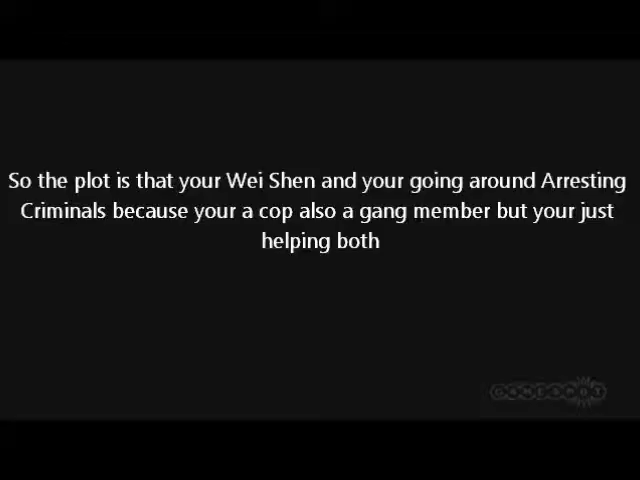 So the plot is that your Wei Shen and your going around Arresting
Criminals because your a cop also a gang member but your just
helping both
GAMESPOT